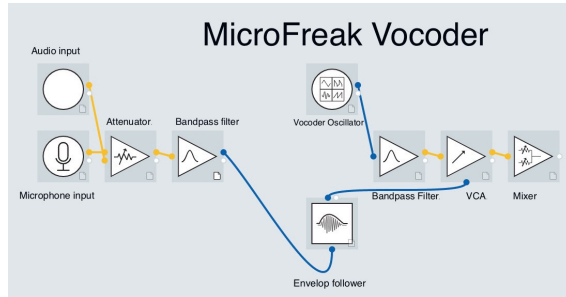 MicroFreak Vocoder
Audio input
Attenuator
Bandpass filter
Vocoder Oscillator
Microphone input
Bandpass Filter
VCA
Mixer
Envelop follower